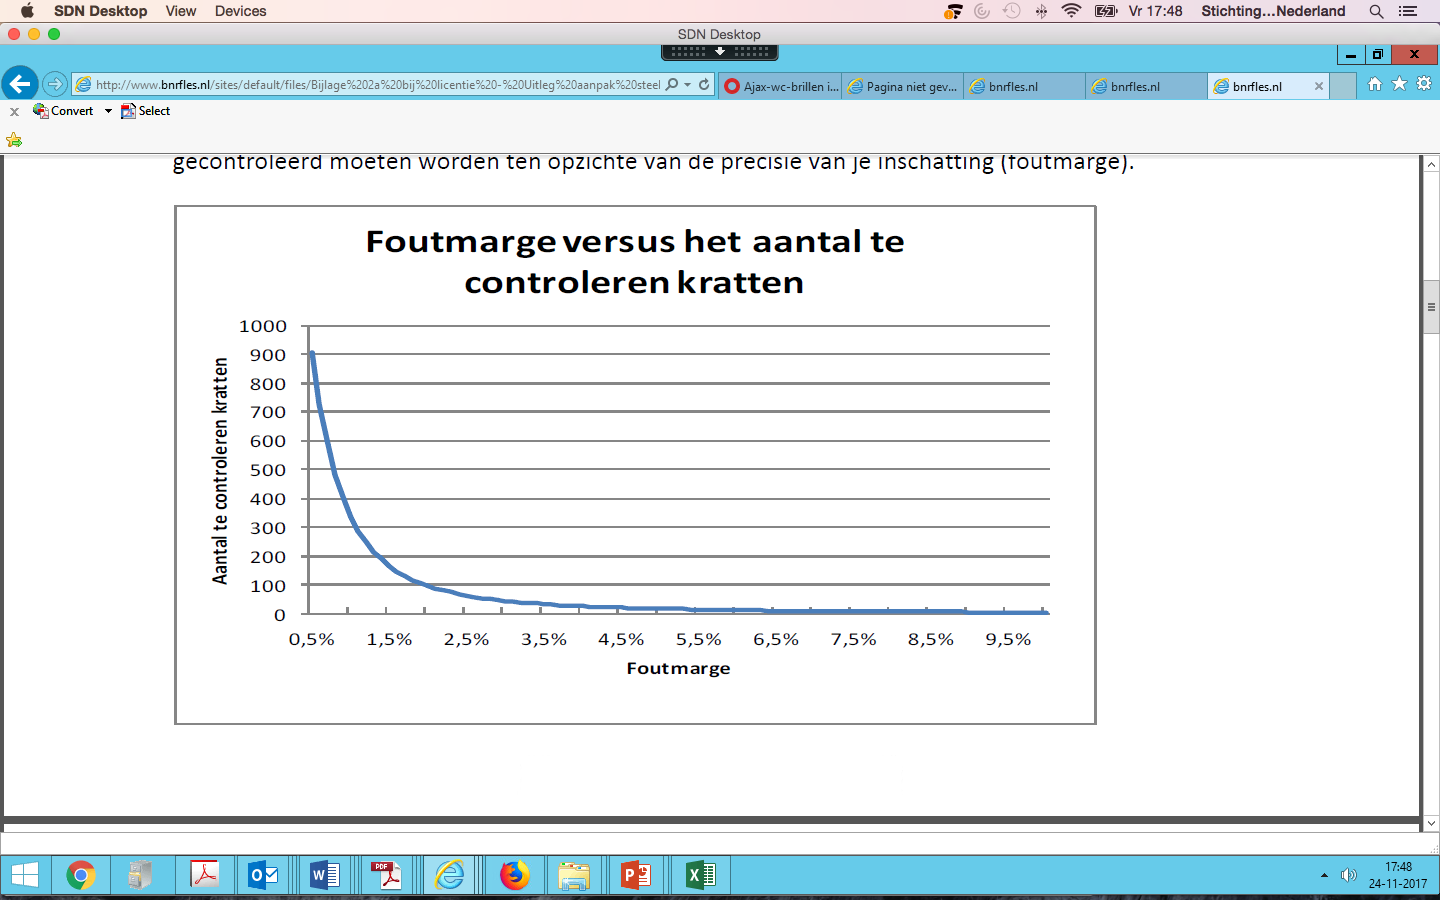 SDN Desktop View Devices Vr 17:48 Stichting...Nederland
SDN Desktop
http://www.bnrfles.nl/sites/default/files/Bijlage%202a%20bij%20licentie%20-%20Uitleg%20aanpak%20steel
Ajax-wc-brillen i... Pagina niet gev... bnrfles.nl bnrfles.nl bnrfles.nl
x Convert Select
gecontroleerd moeten worden ten opzichte van de precisie van je inschatting (foutmarge).
Foutmarge versus het aantal te
controleren kratten
Aantal te controleren kratten
1000
900
800
700
600
500
400
300
200
100
0
0,5% 1,5% 2,5% 3,5% 4,5% 5,5% 6,5% 7,5% 8,5% 9,5%
Foutmarge
17:48
24-11-2017